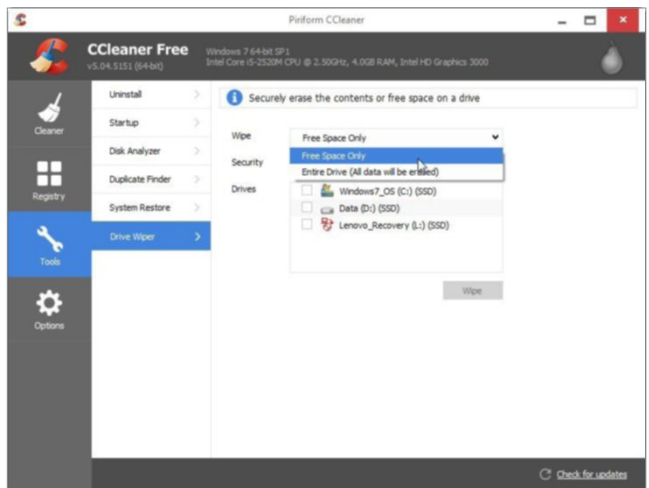 Piriform CCleaner
CCleaner Free
v5.04.5151 (64-bit)
Windows 7 64-bit SP1
Intel Core i5-2520M CPU @ 2.50GHz, 4.0GB RAM, Intel HD Graphics 3000
Cleaner
Registry
Tools
Options
Uninstall
Startup
Disk Analyzer
Duplicate Finder
System Restore
Drive Wiper
Securely erase the contents or free space on a drive
Wipe
Free Space Only
Free Space Only
Entire Drive (All data will be erased)
Security
Drives
Windows7_OS (C:) (SSD)
Data (D:) (SSD)
Lenovo_Recovery (L:) (SSD)
Wipe
Check for updates